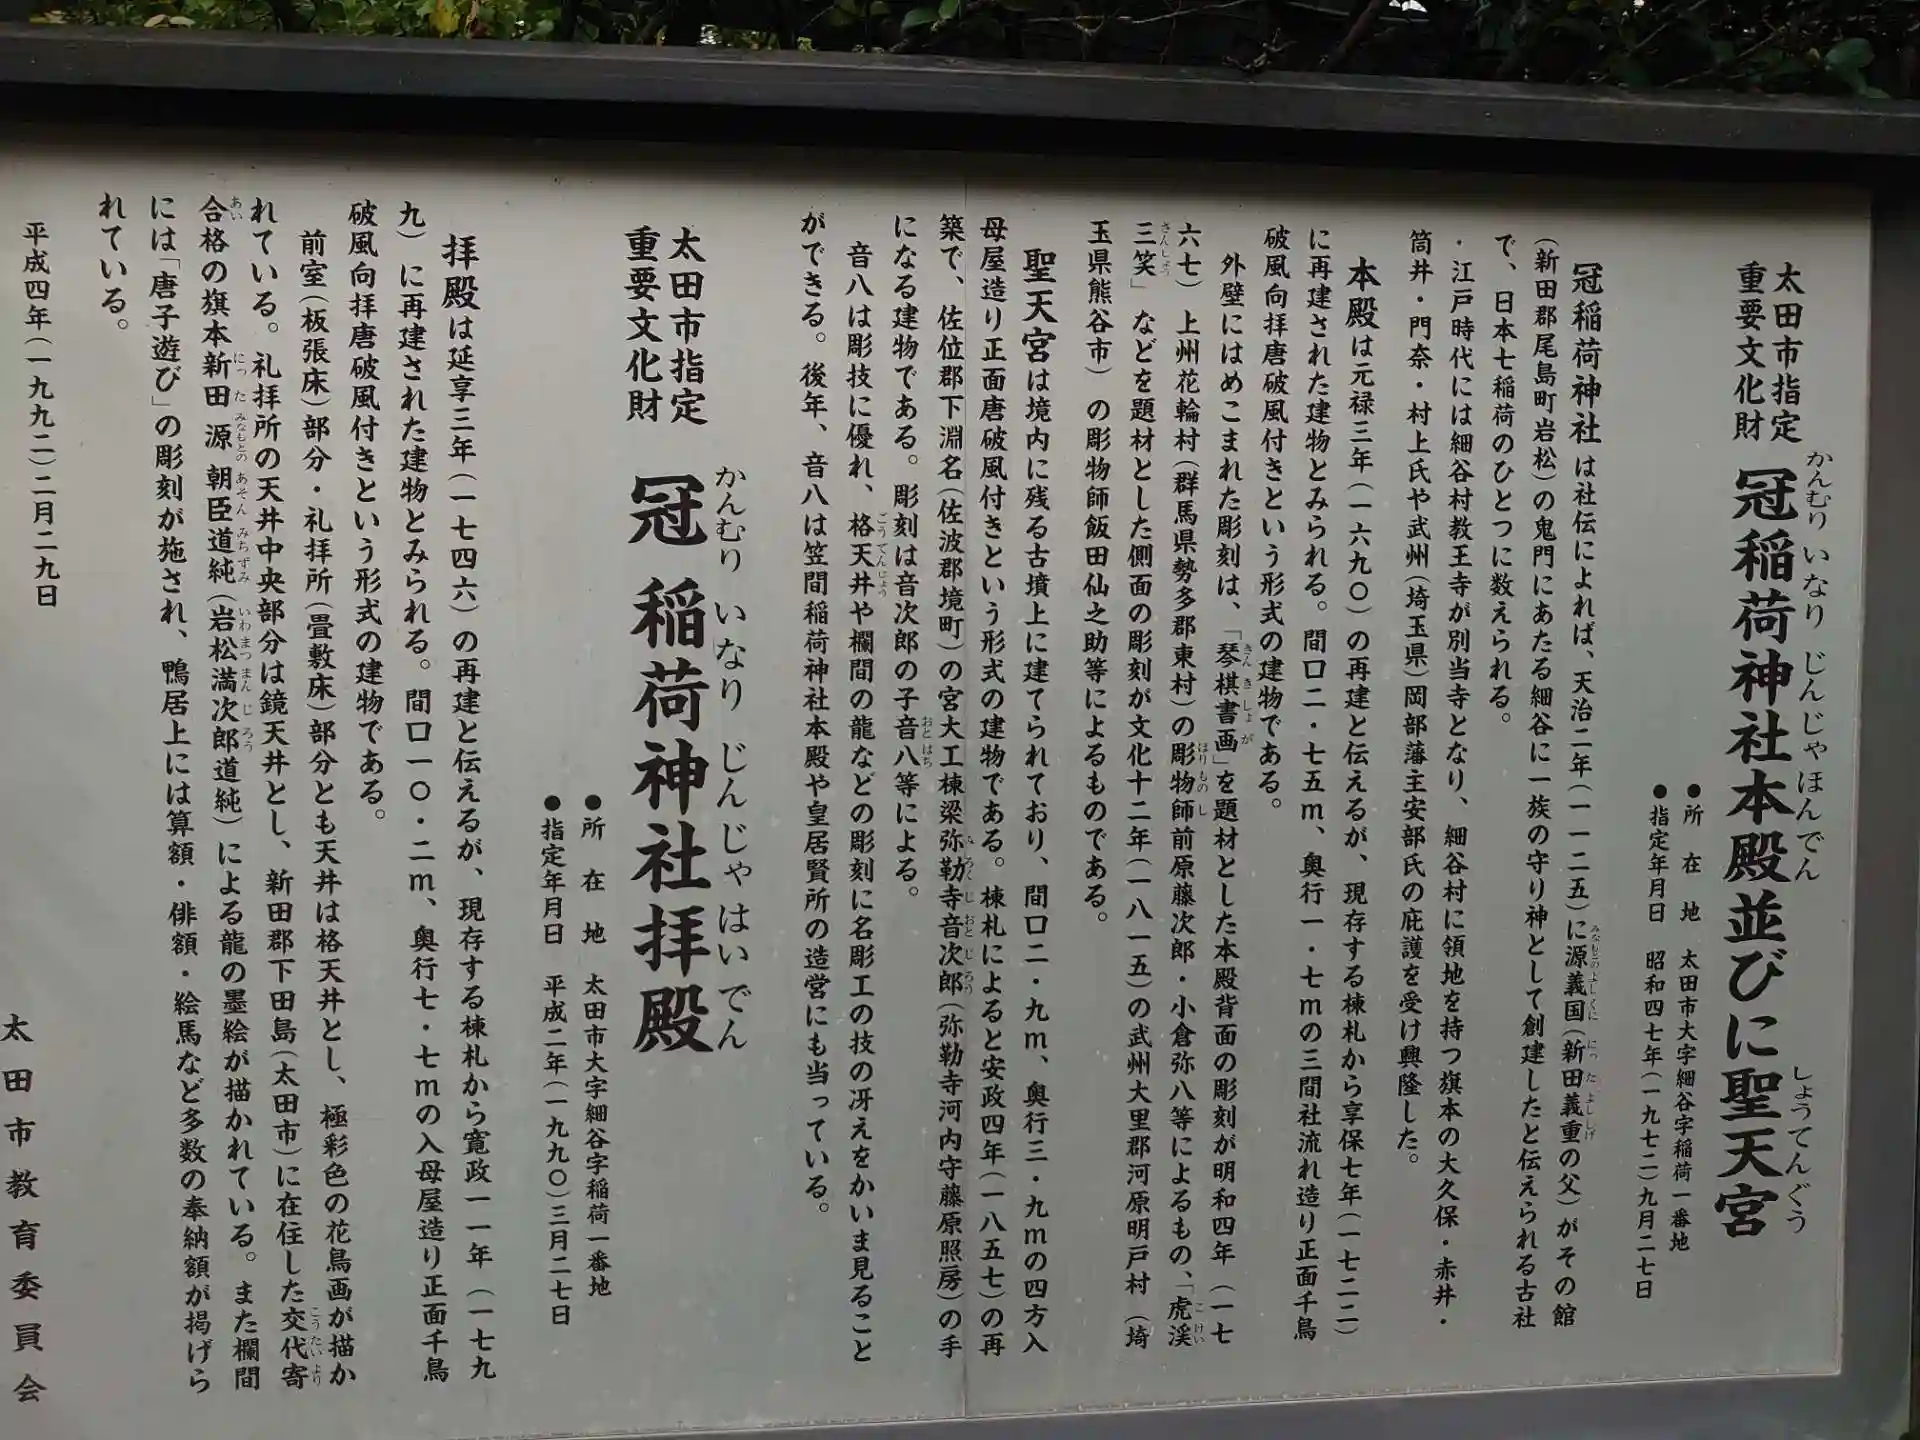 太田市指定
重要文化財
冠稲荷神社本殿並びに聖天宮
かんむりいなりじんじゃほんでん しょうてんぐう
●所在地 太田市大字細谷字稲荷一番地
●指定年月日 昭和四七年(一九七二)九月二七日
冠稲荷神社は社伝によれば、天治二年(一一二五)に源義国(新田義重の父)がその館
(新田郡尾島町岩松)の鬼門にあたる細谷に一族の守り神として創建したと伝えられる古社
で、日本七稲荷のひとつに数えられる。
・江戸時代には細谷村教王寺が別当寺となり、細谷村に領地を持つ旗本の大久保・赤井・
筒井・門奈・村上氏や武州(埼玉県)岡部藩主安部氏の庇護を受け興隆した。
本殿は元禄三年(一六九〇)の再建と伝えるが、現存する棟札から享保七年(一七二二)
に再建された建物とみられる。間口二・七五m、奥行一・七mの三間社流れ造り正面千鳥
破風向拝唐破風付きという形式の建物である。
外壁にはめこまれた彫刻は、「琴棋書画」を題材とした本殿背面の彫刻が明和四年(一七
六七)上州花輪村(群馬県勢多郡東村)の彫物師前原藤次郎・小倉弥八等によるもの、「虎渓
三笑」などを題材とした側面の彫刻が文化十二年(一八一五)の武州大里郡河原明戸村(埼
玉県熊谷市)の彫物師飯田仙之助等によるものである。
聖天宮は境内に残る古墳上に建てられており、間口二・九m、奥行三・九mの四方入
母屋造り正面唐破風付きという形式の建物である。棟札によると安政四年(一八五七)の再
築で、佐位郡下淵名(佐波郡境町)の宮大工棟梁弥勒寺音次郎(弥勒寺河内守藤原照房)の手
になる建物である。彫刻は音次郎の子音八等による。
音八は彫技に優れ、格天井や欄間の龍などの彫刻に名彫工の技の冴えをかいま見ること
ができる。後年、音八は笠間稲荷神社本殿や皇居賢所の造営にも当っている。
太田市指定
重要文化財
冠稲荷神社拝殿
かんむりいなりじんじゃはいでん
●所在地 太田市大字細谷字稲荷一番地
●指定年月日 平成二年(一九九〇)三月二七日
拝殿は延享三年(一七四六)の再建と伝えるが、現存する棟札から寛政一一年(一七九
九)に再建された建物とみられる。間口一〇・二m、奥行七・七mの入母屋造り正面千鳥
破風向拝唐破風付きという形式の建物である。
前室(板張床)部分・礼拝所(畳敷床)部分とも天井は格天井とし、極彩色の花鳥画が描か
れている。礼拝所の天井中央部分は鏡天井とし、新田郡下田島(太田市)に在住した交代寄
合格の旗本新田源朝臣道純(岩松満次郎道純)による龍の墨絵が描かれている。また欄間
には「唐子遊び」の彫刻が施され、鴨居上には算額・俳額・絵馬など多数の奉納額が掲げら
れている。
平成四年(一九九二)二月二九日
太田市教育委員会